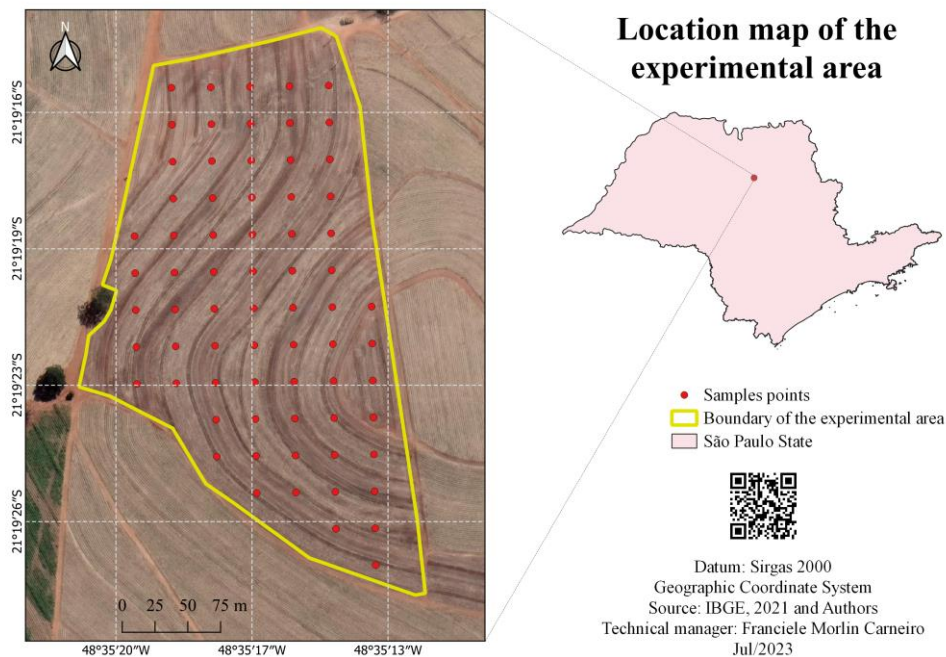 Location map of the
experimental area
N
21°19'16"S
21°19'19"S
21°19'23"S
21°19'26"S
0 25 50 75 m
48°35'20"W 48°35'17"W 48°35'13"W
Samples points
Boundary of the experimental area
São Paulo State
Datum: Sirgas 2000
Geographic Coordinate System
Source: IBGE, 2021 and Authors
Technical manager: Franciele Morlin Carneiro
Jul/2023